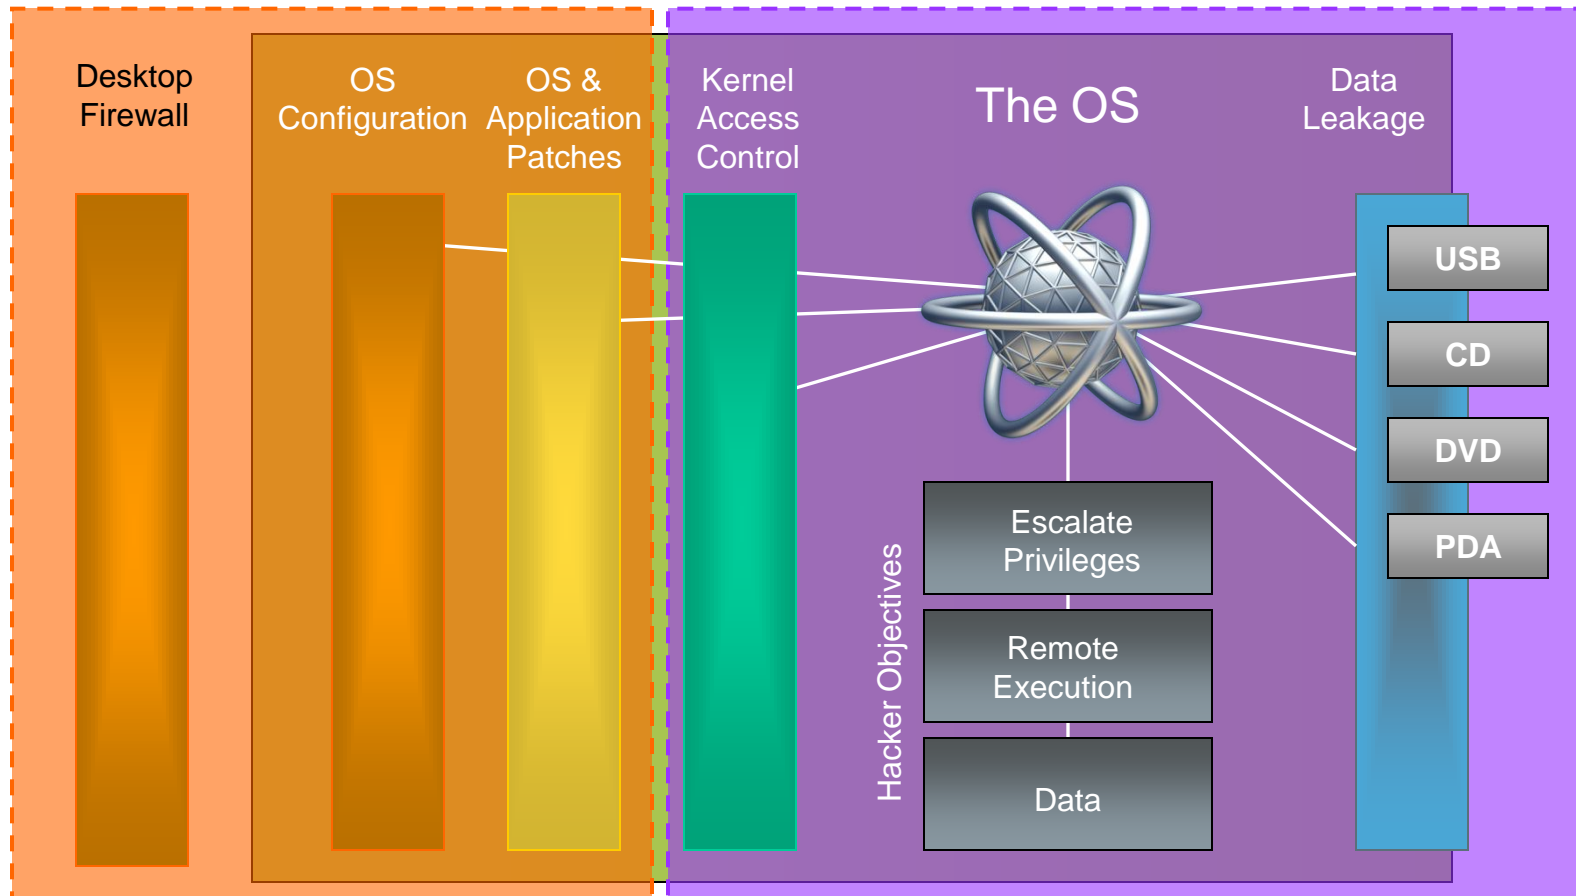 Desktop
Firewall
OS
Configuration
OS &
Application
Patches
Kernel
Access
Control
The OS
Data
Leakage
USB
CD
DVD
PDA
Hacker Objectives
Escalate
Privileges
Remote
Execution
Data